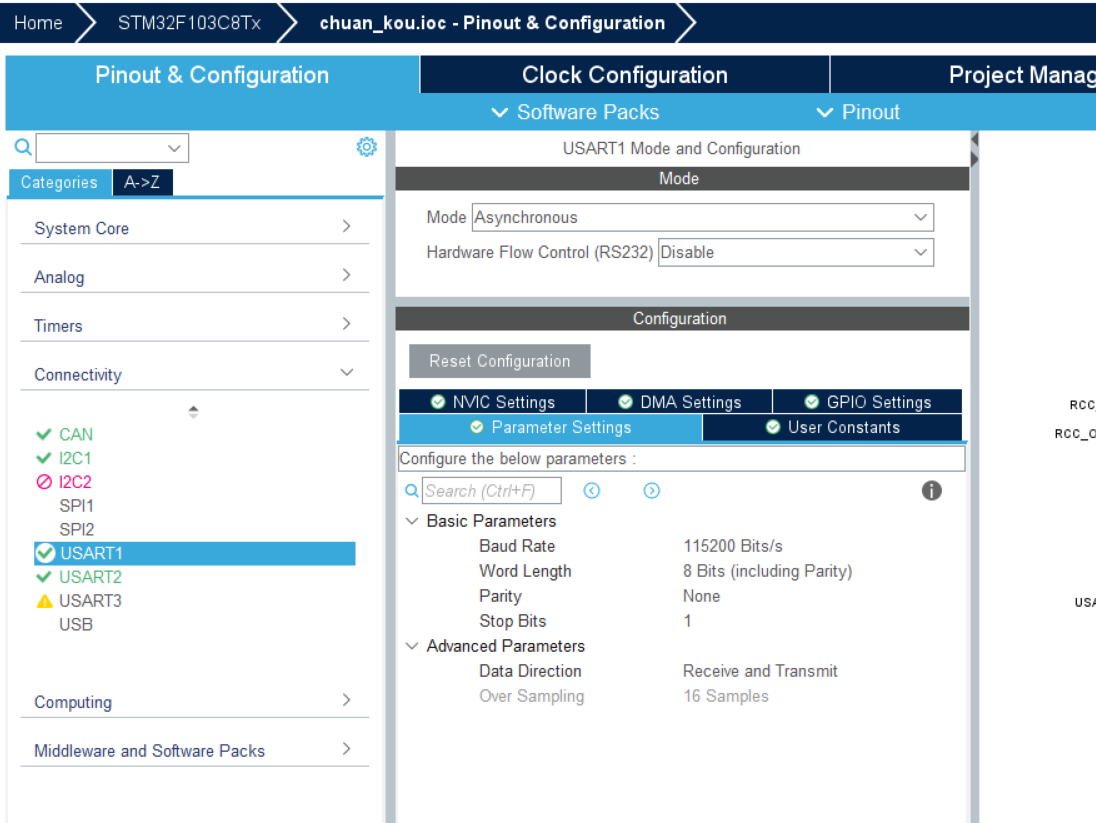 Home STM32F103C8Tx chuan_kou.ioc - Pinout & Configuration
Pinout & Configuration Clock Configuration Project Manag
Software Packs Pinout
Categories A->Z
System Core
Analog
Timers
Connectivity
CAN
I2C1
I2C2
SPI1
SPI2
USART1
USART2
USART3
USB
Computing
Middleware and Software Packs
USART1 Mode and Configuration
Mode
Mode Asynchronous
Hardware Flow Control (RS232) Disable
Configuration
Reset Configuration
NVIC Settings DMA Settings GPIO Settings
Parameter Settings User Constants
Configure the below parameters :
Search (Ctrl+F)
Basic Parameters
Baud Rate 115200 Bits/s
Word Length 8 Bits (including Parity)
Parity None
Stop Bits 1
Advanced Parameters
Data Direction Receive and Transmit
Over Sampling 16 Samples
RCC_
RCC_O
USA